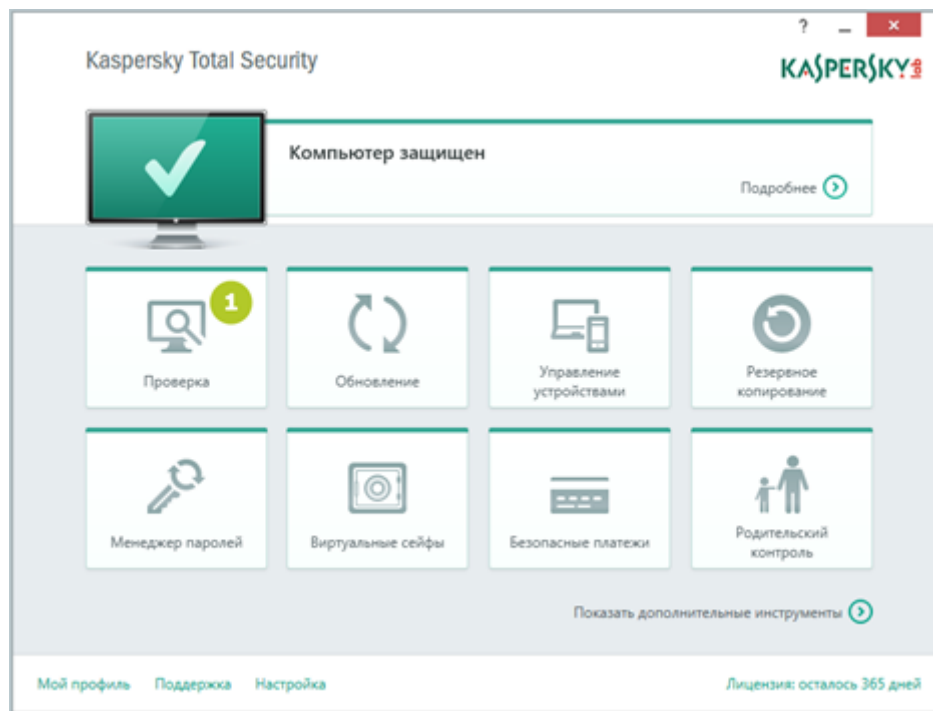 ?
Kaspersky Total Security
KASPERSKY lab
Компьютер защищен
Подробнее
1
Проверка
Обновление
Управление
устройствами
Резервное
копирование
Менеджер паролей
Виртуальные сейфы
Безопасные платежи
Родительский
контроль
Показать дополнительные инструменты
Мой профиль Поддержка Настройка
Лицензия: осталось 365 дней